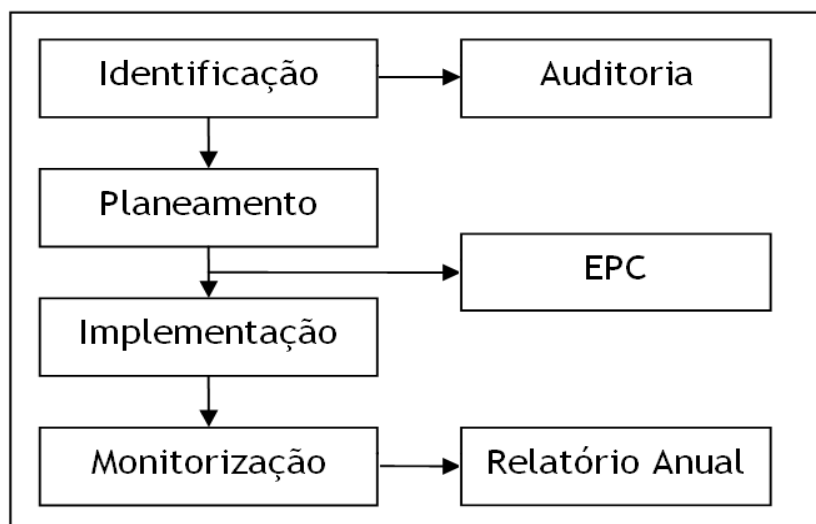 Identificação
Auditoria
Planeamento
EPC
Implementação
Monitorização
Relatório Anual